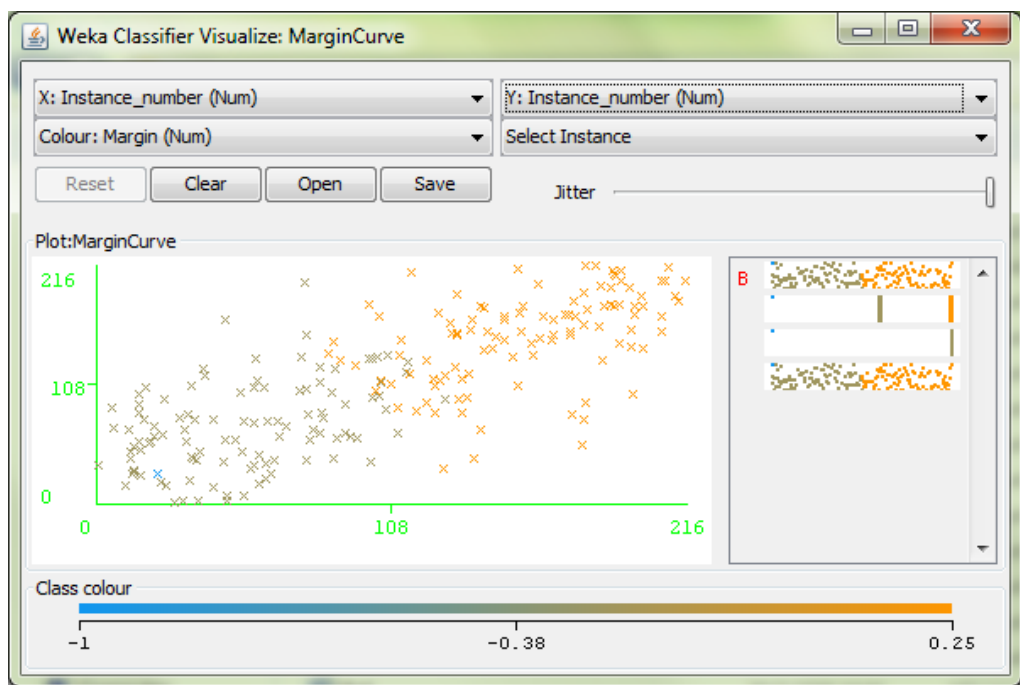 Weka Classifier Visualize: MarginCurve
X: Instance_number (Num)
Y: Instance_number (Num)
Colour: Margin (Num)
Select Instance
Reset
Clear
Open
Save
Jitter
Plot:MarginCurve
216
108
0
0
108
216
B
Class colour
-1
-0.38
0.25